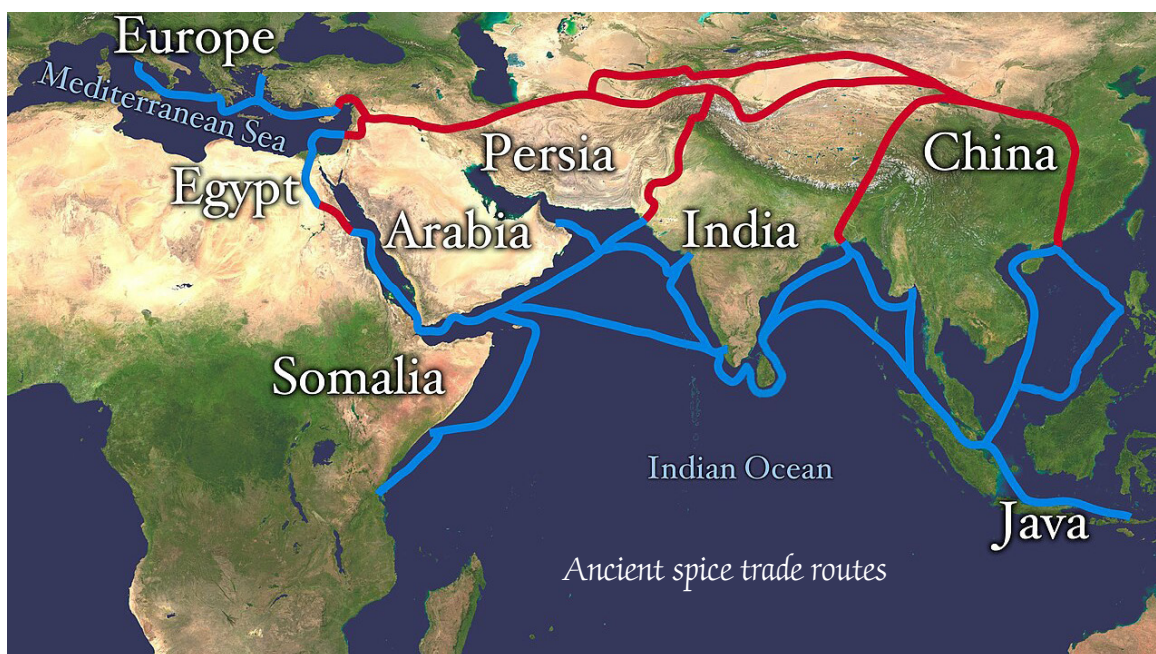 Europe
Mediterranean Sea
Egypt
Persia
China
Arabia
India
Somalia
Indian Ocean
Java
Ancient spice trade routes